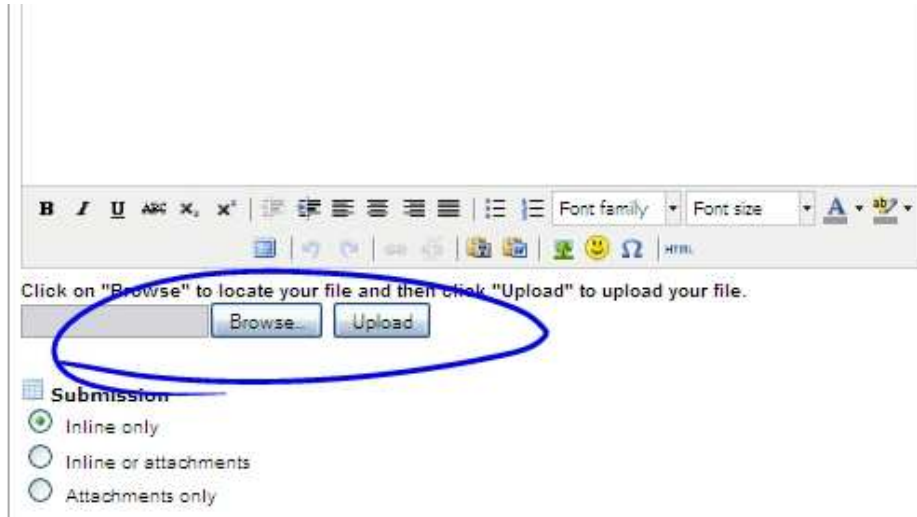 B I U ABC x, x² Font family Font size A ab
Ω HTML
Click on "Browse" to locate your file and then click "Upload" to upload your file.
Browse... Upload
Submission
Inline only
Inline or attachments
Attachments only